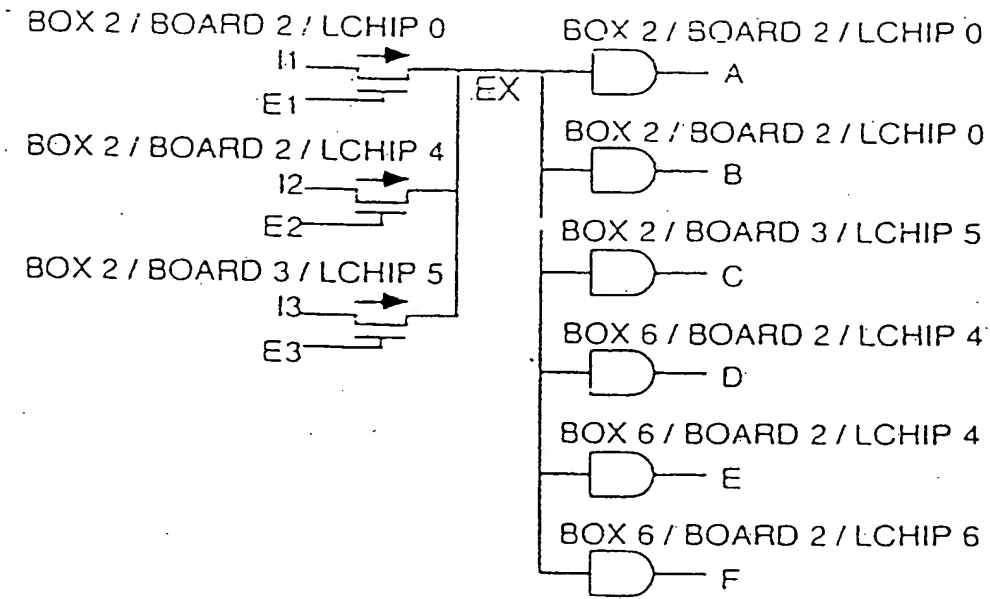 BOX 2 / BOARD 2 / LCHIP 0
I1
E1
BOX 2 / BOARD 2 / LCHIP 4
I2
E2
BOX 2 / BOARD 3 / LCHIP 5
I3
E3
EX
BOX 2 / BOARD 2 / LCHIP 0
A
BOX 2 / BOARD 2 / LCHIP 0
B
BOX 2 / BOARD 3 / LCHIP 5
C
BOX 6 / BOARD 2 / LCHIP 4
D
BOX 6 / BOARD 2 / LCHIP 4
E
BOX 6 / BOARD 2 / LCHIP 6
F